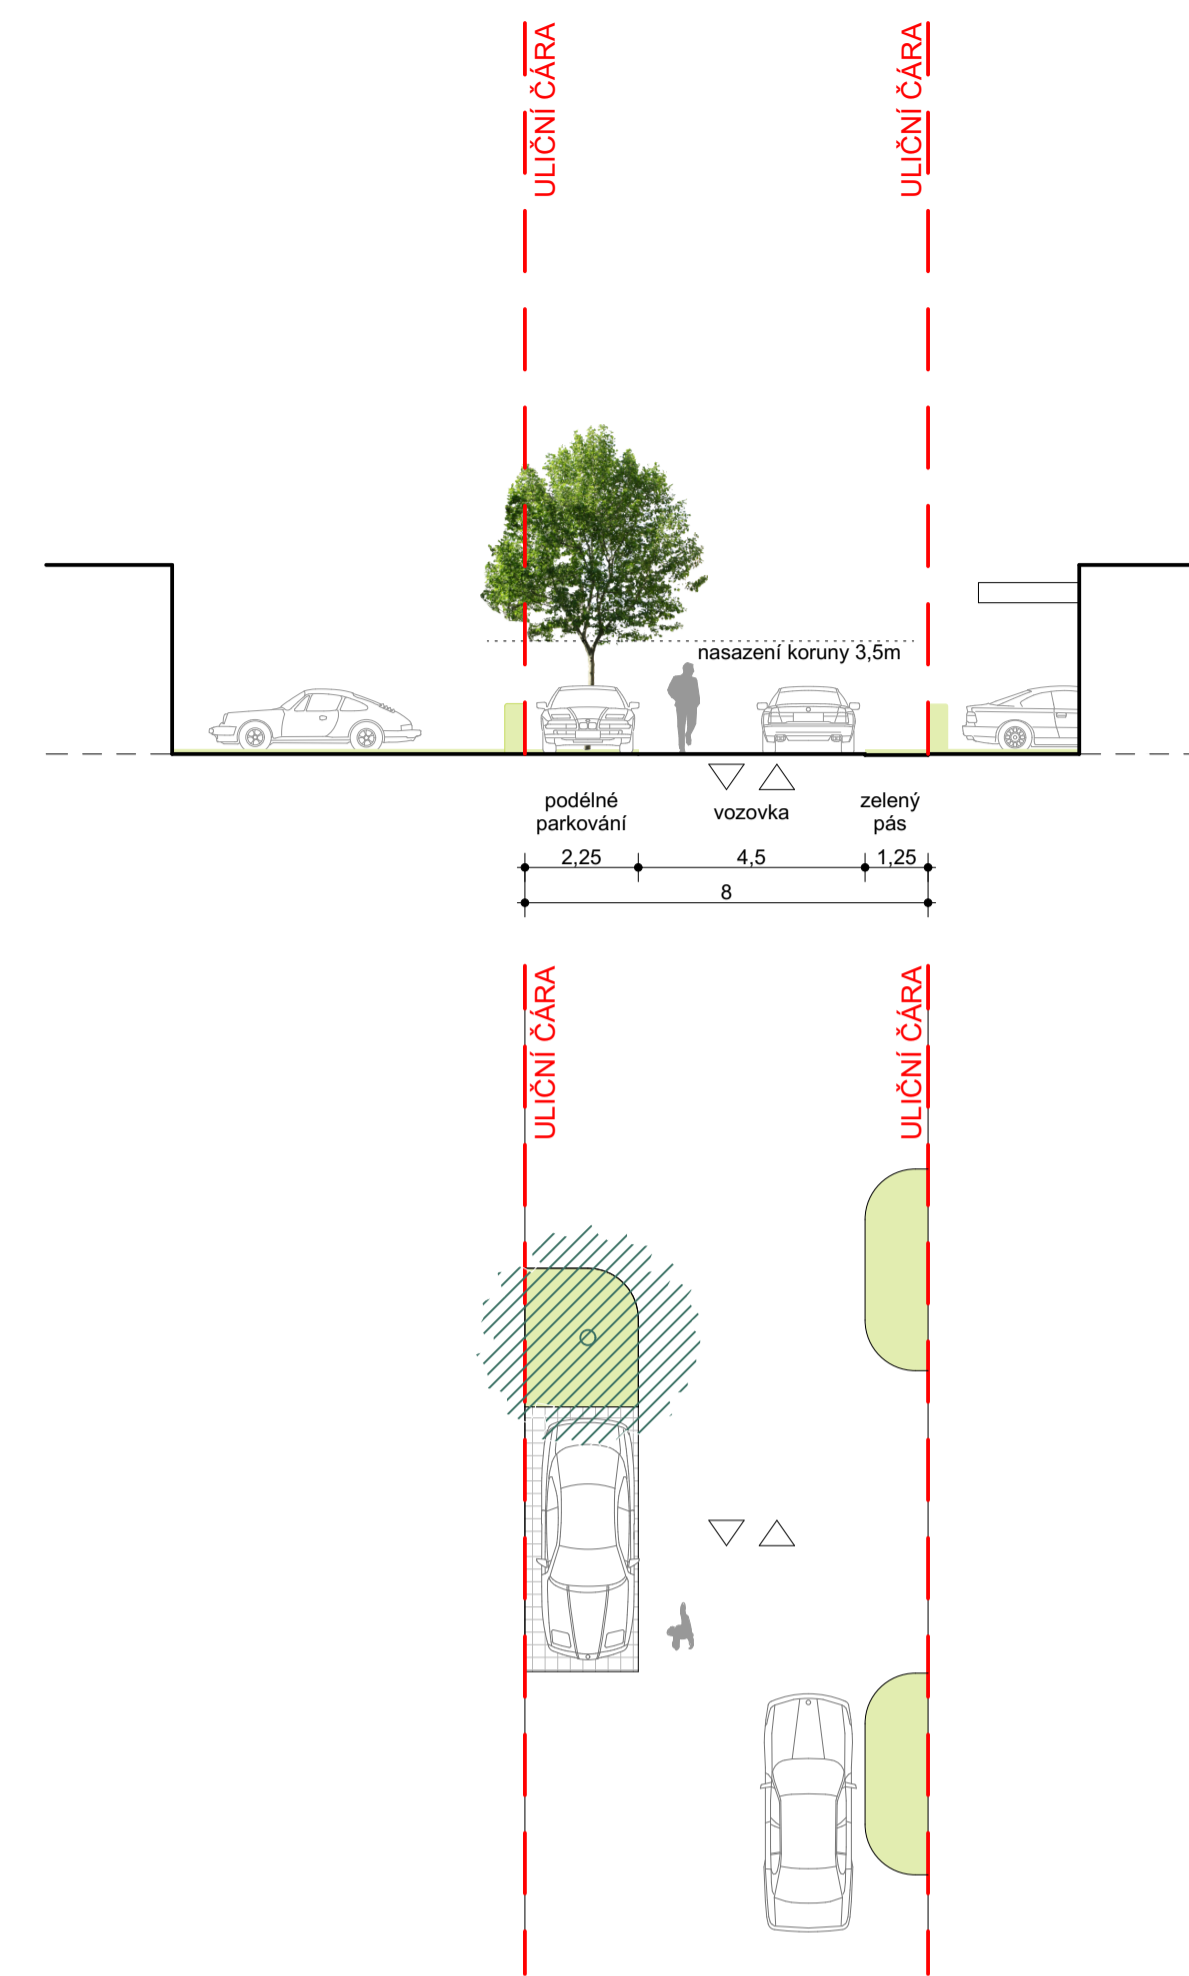 ULIČNÍ ČÁRA
ULIČNÍ ČÁRA
nasazení koruny 3,5m
podélné
parkování
vozovka
zelený
pás
2,25
4,5
1,25
8
ULIČNÍ ČÁRA
ULIČNÍ ČÁRA